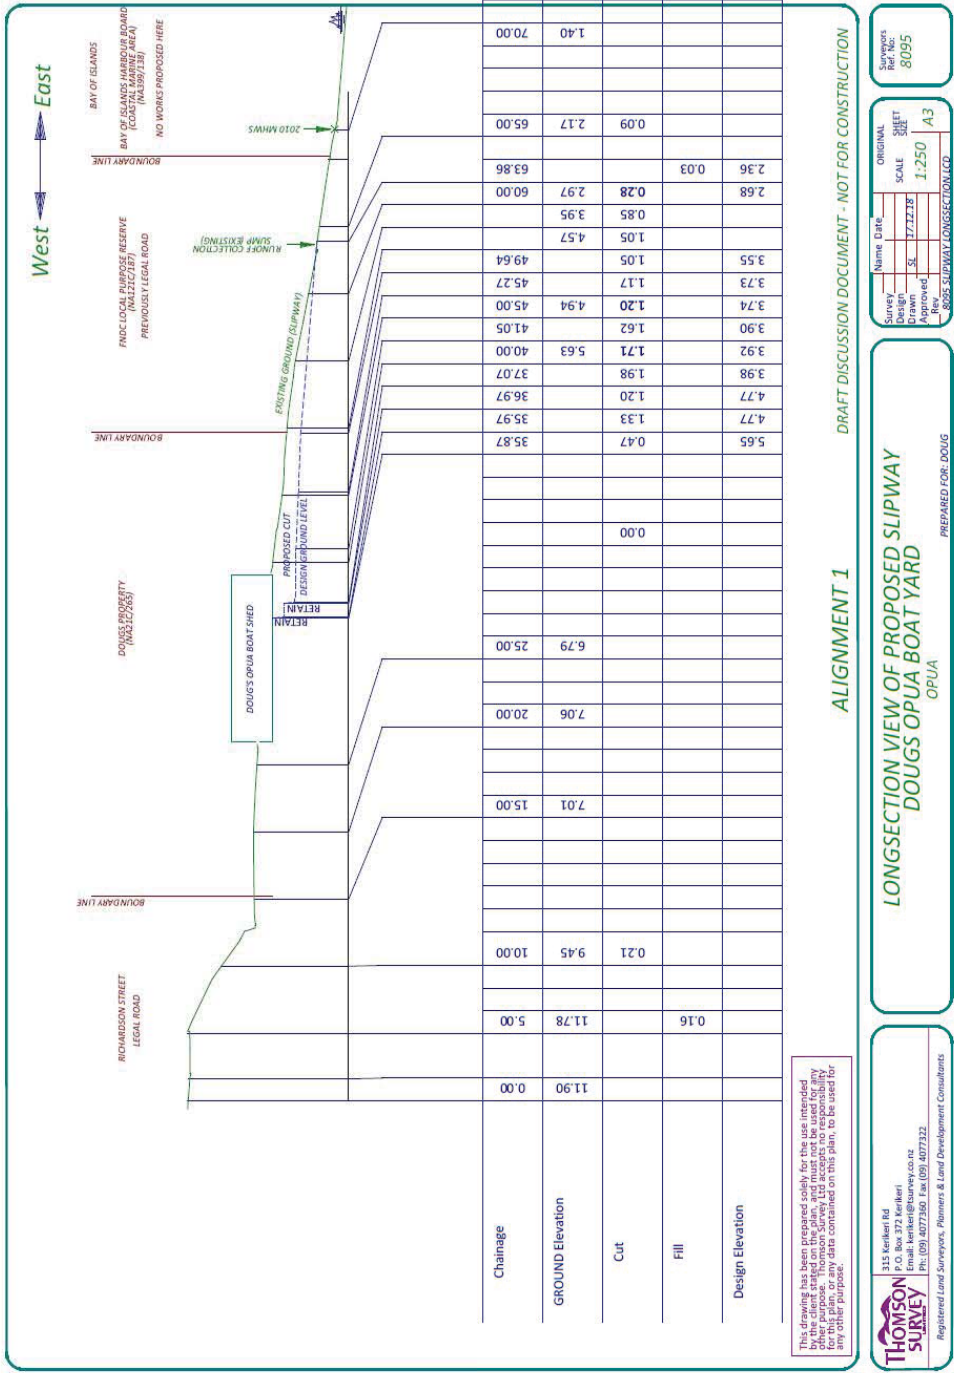 West East
RICHARDSON STREET
LEGAL ROAD
BOUNDARY LINE
DOUGS PROPERTY
(NA21C/265)
BOUNDARY LINE
FNDC LOCAL PURPOSE RESERVE
(NA121C/187)
PREVIOUSLY LEGAL ROAD
BOUNDARY LINE
BAY OF ISLANDS
BAY OF ISLANDS HARBOUR BOARD
(COASTAL MARINE AREA)
(NA399/138)
NO WORKS PROPOSED HERE
DOUG'S OPUA BOAT SHED
RETAIN
RETAIN
PROPOSED CUT
DESIGN GROUND LEVEL
EXISTING GROUND (SLIPWAY)
RUNOFF COLLECTION
SUMP (EXISTING)
2010 MHWS
Chainage 0.00 5.00 10.00 15.00 20.00 25.00 35.87 35.97 36.97 37.07 40.00 41.05 45.00 45.27 49.64 60.00 63.86 65.00 70.00
GROUND Elevation 11.90 11.78 9.45 7.01 7.06 6.79 5.63 4.94 4.57 3.95 2.97 2.17 1.40
Cut 0.21 0.00 0.47 1.33 1.20 1.98 1.71 1.62 1.20 1.17 1.05 1.05 0.85 0.28 0.09
Fill 0.16 0.03
Design Elevation 5.65 4.77 4.77 3.98 3.92 3.90 3.74 3.73 3.55 2.68 2.36
This drawing has been prepared solely for the use intended
by the client stated on the plan, and must not be used for any
other purpose. Thomson Survey Ltd accepts no responsibility
for this plan, or any data contained on this plan, to be used for
any other purpose.
ALIGNMENT 1
DRAFT DISCUSSION DOCUMENT - NOT FOR CONSTRUCTION
THOMSON
SURVEY
315 Kerikeri Rd
P.O. Box 372 Kerikeri
Email: kerikeri@tsurvey.co.nz
Ph: (09) 4077360 Fax (09) 4077322
Registered Land Surveyors, Planners & Land Development Consultants
LONGSECTION VIEW OF PROPOSED SLIPWAY
DOUGS OPUA BOAT YARD
OPUA
PREPARED FOR: DOUG
Name Date
Survey
Design
Drawn SL 17.12.18
Approved
Rev
8095 SLIPWAY LONGSECTION.LCD
ORIGINAL
SCALE SHEET SIZE
1:250 A3
Surveyors
Ref. No:
8095